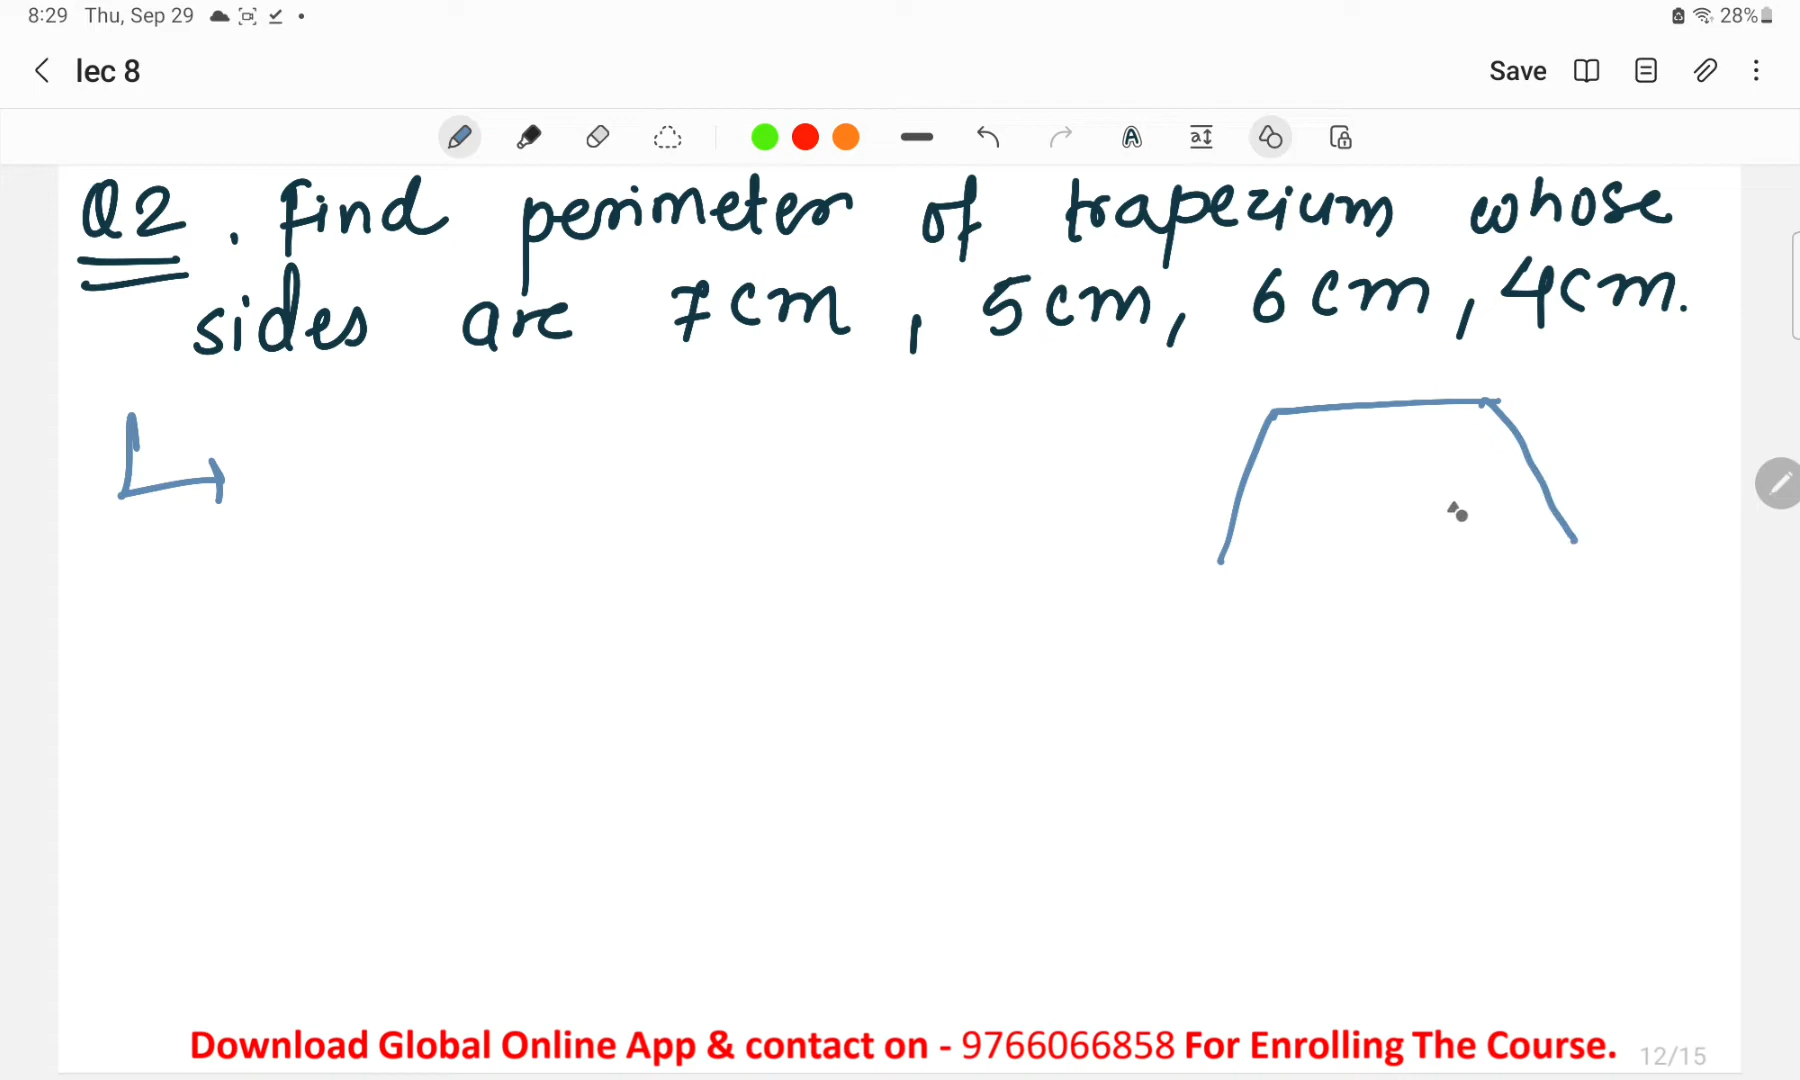 8:29 Thu, Sep 29 28%
lec 8 Save
Q2. Find perimeter of trapezium whose
sides are 7cm, 5cm, 6cm, 4cm.
Download Global Online App & contact on - 9766066858 For Enrolling The Course. 12/15